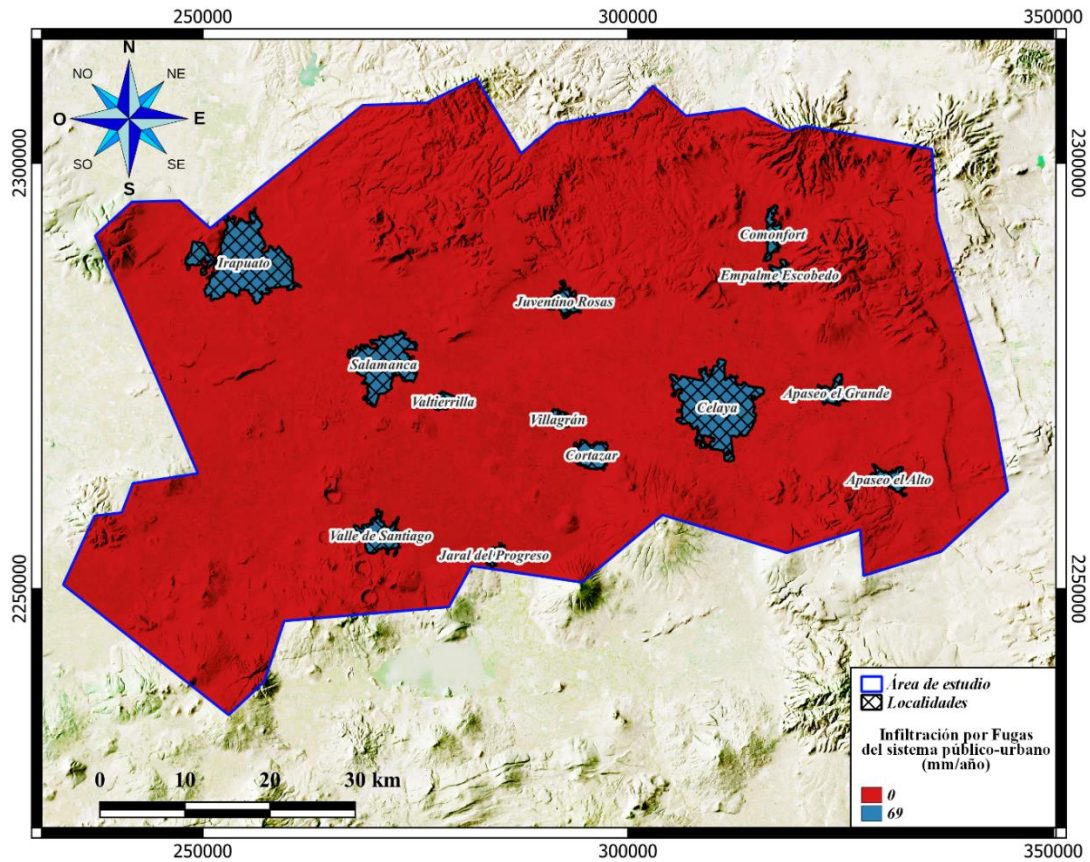 250000 300000 350000
N
NO NE
O E
SO SE
S
2300000 2300000
Comonfort
Irapuato
Empalme Escobedo
Juventino Rosas
Salamanca
Valtierrilla
Apaseo el Grande
Celaya
Villagrán
Cortazar
Apaseo el Alto
Valle de Santiago
Jaral del Progreso
2250000 2250000
Área de estudio
Localidades
Infiltración por Fugas
del sistema público-urbano
(mm/año)
0
69
0 10 20 30 km
250000 300000 350000